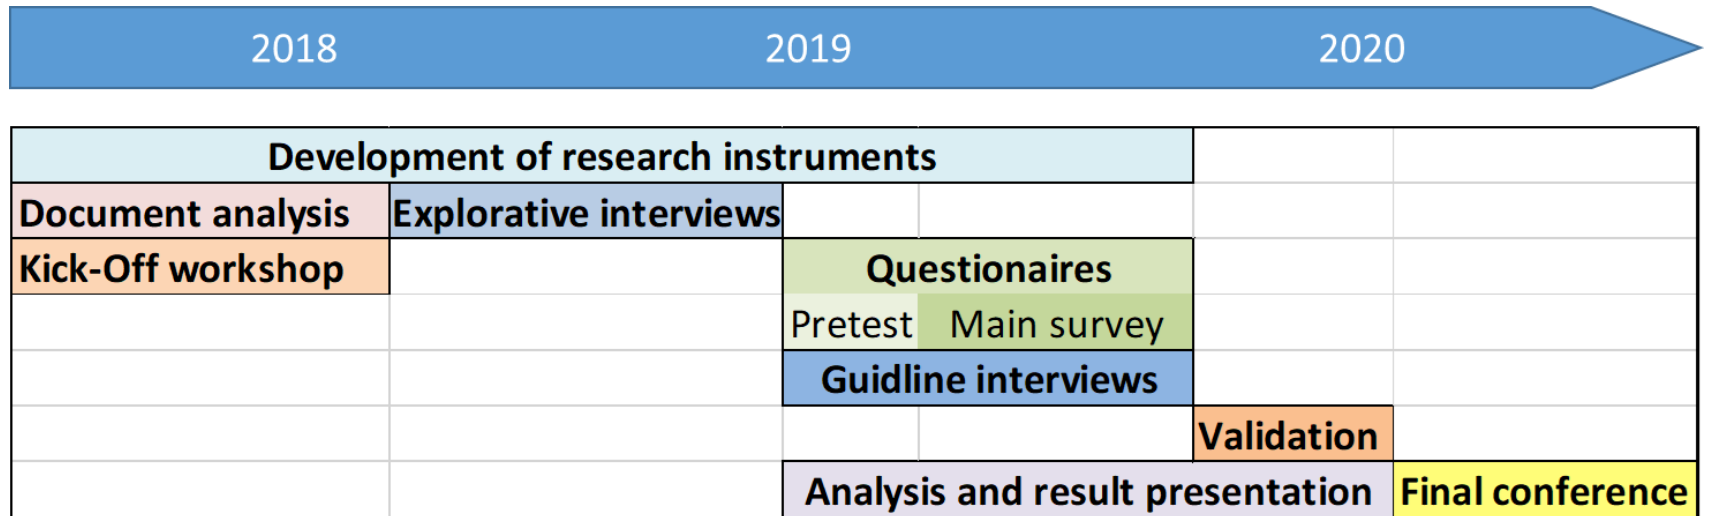 2018 2019 2020
Development of research instruments
Document analysis Explorative interviews
Kick-Off workshop Questionaires
Pretest Main survey
Guidline interviews
Validation
Analysis and result presentation Final conference